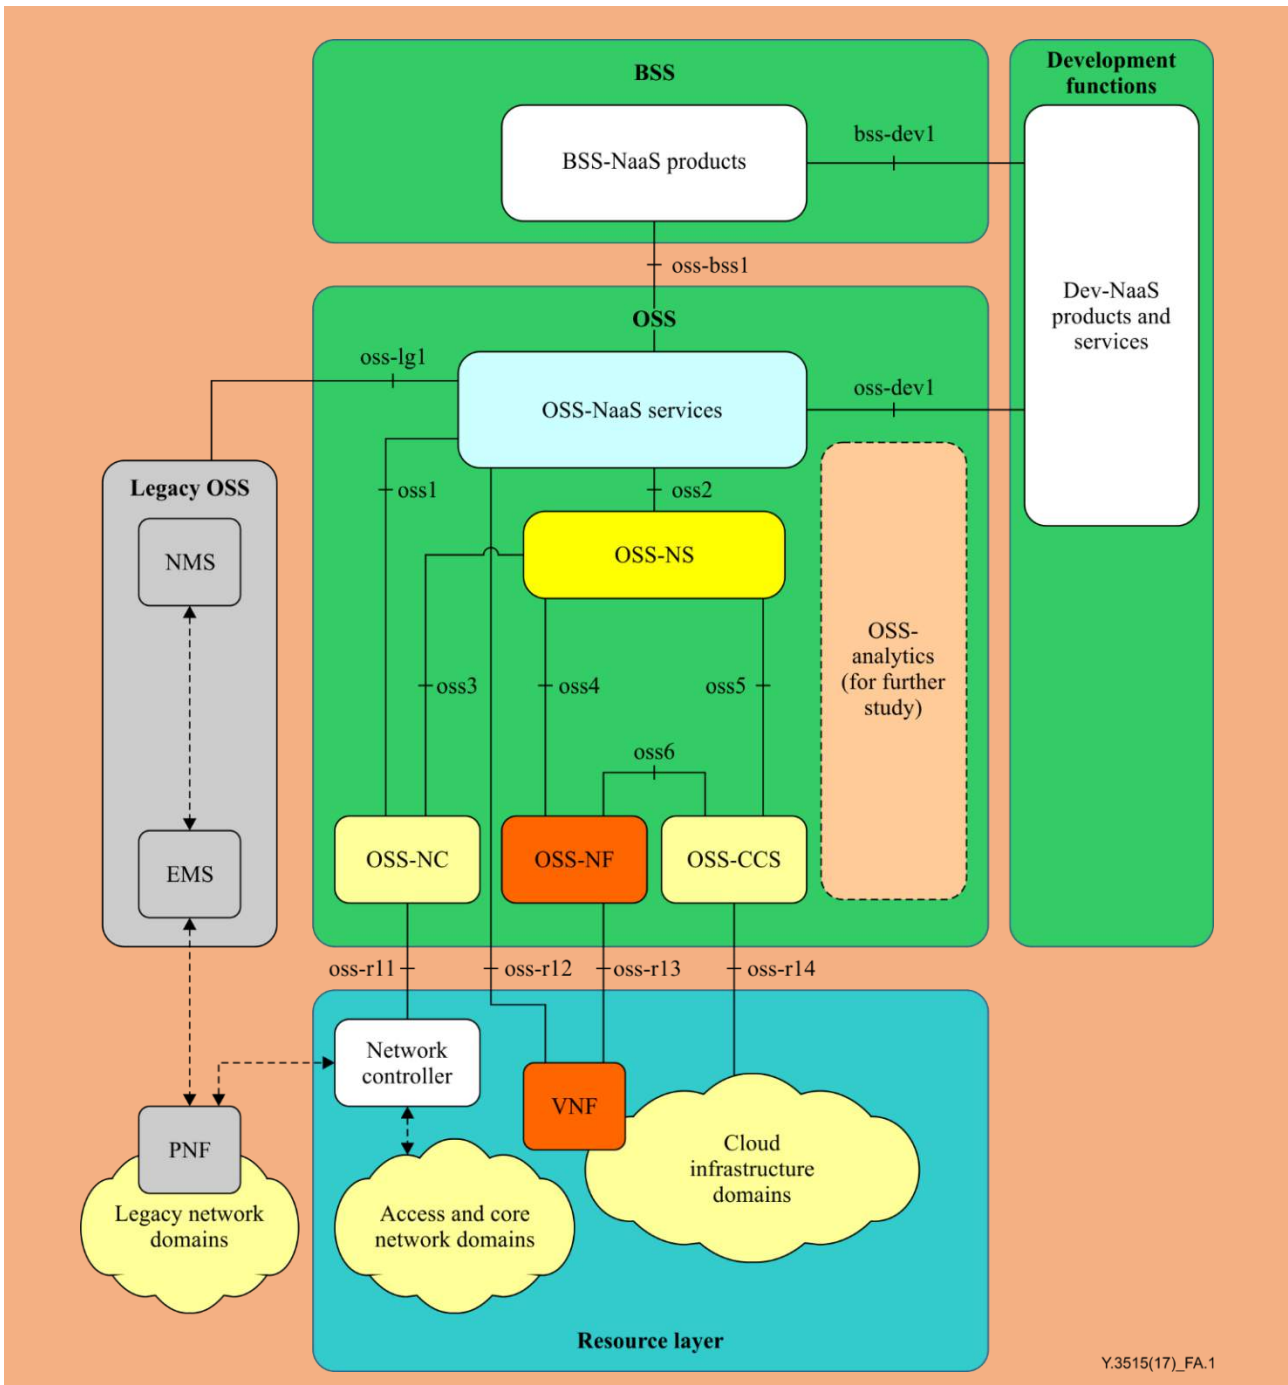 BSS
Development
functions
BSS-NaaS products
bss-dev1
oss-bss1
Dev-NaaS
products and
services
OSS
oss-lg1
OSS-NaaS services
oss-dev1
Legacy OSS
oss1
oss2
NMS
OSS-NS
OSS-
analytics
(for further
study)
oss3
oss4
oss5
oss6
EMS
OSS-NC
OSS-NF
OSS-CCS
oss-r11
oss-r12
oss-r13
oss-r14
Network
controller
VNF
PNF
Cloud
infrastructure
domains
Legacy network
domains
Access and core
network domains
Resource layer
Y.3515(17)_FA.1